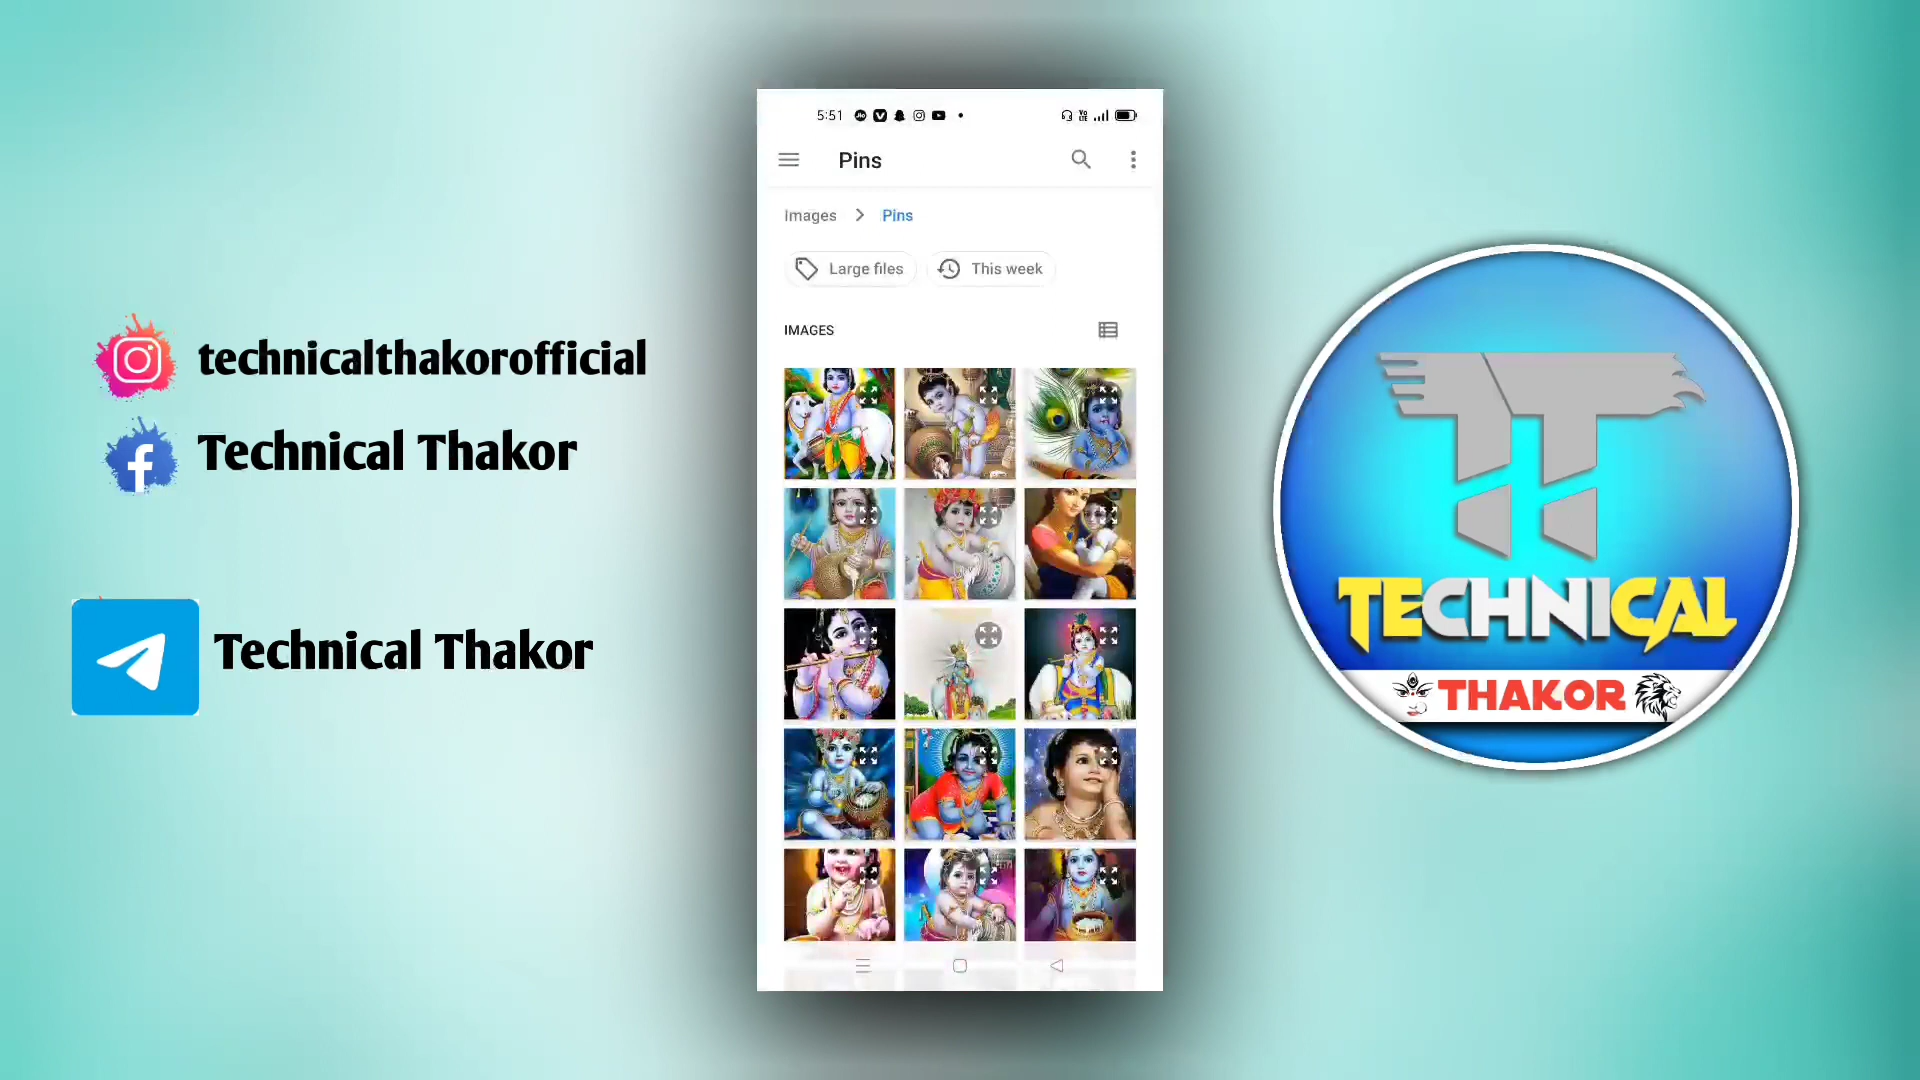 technicalthakorofficial
Technical Thakor
Technical Thakor
5:51
Pins
Images > Pins
Large files
This week
IMAGES
TECHNICAL
THAKOR